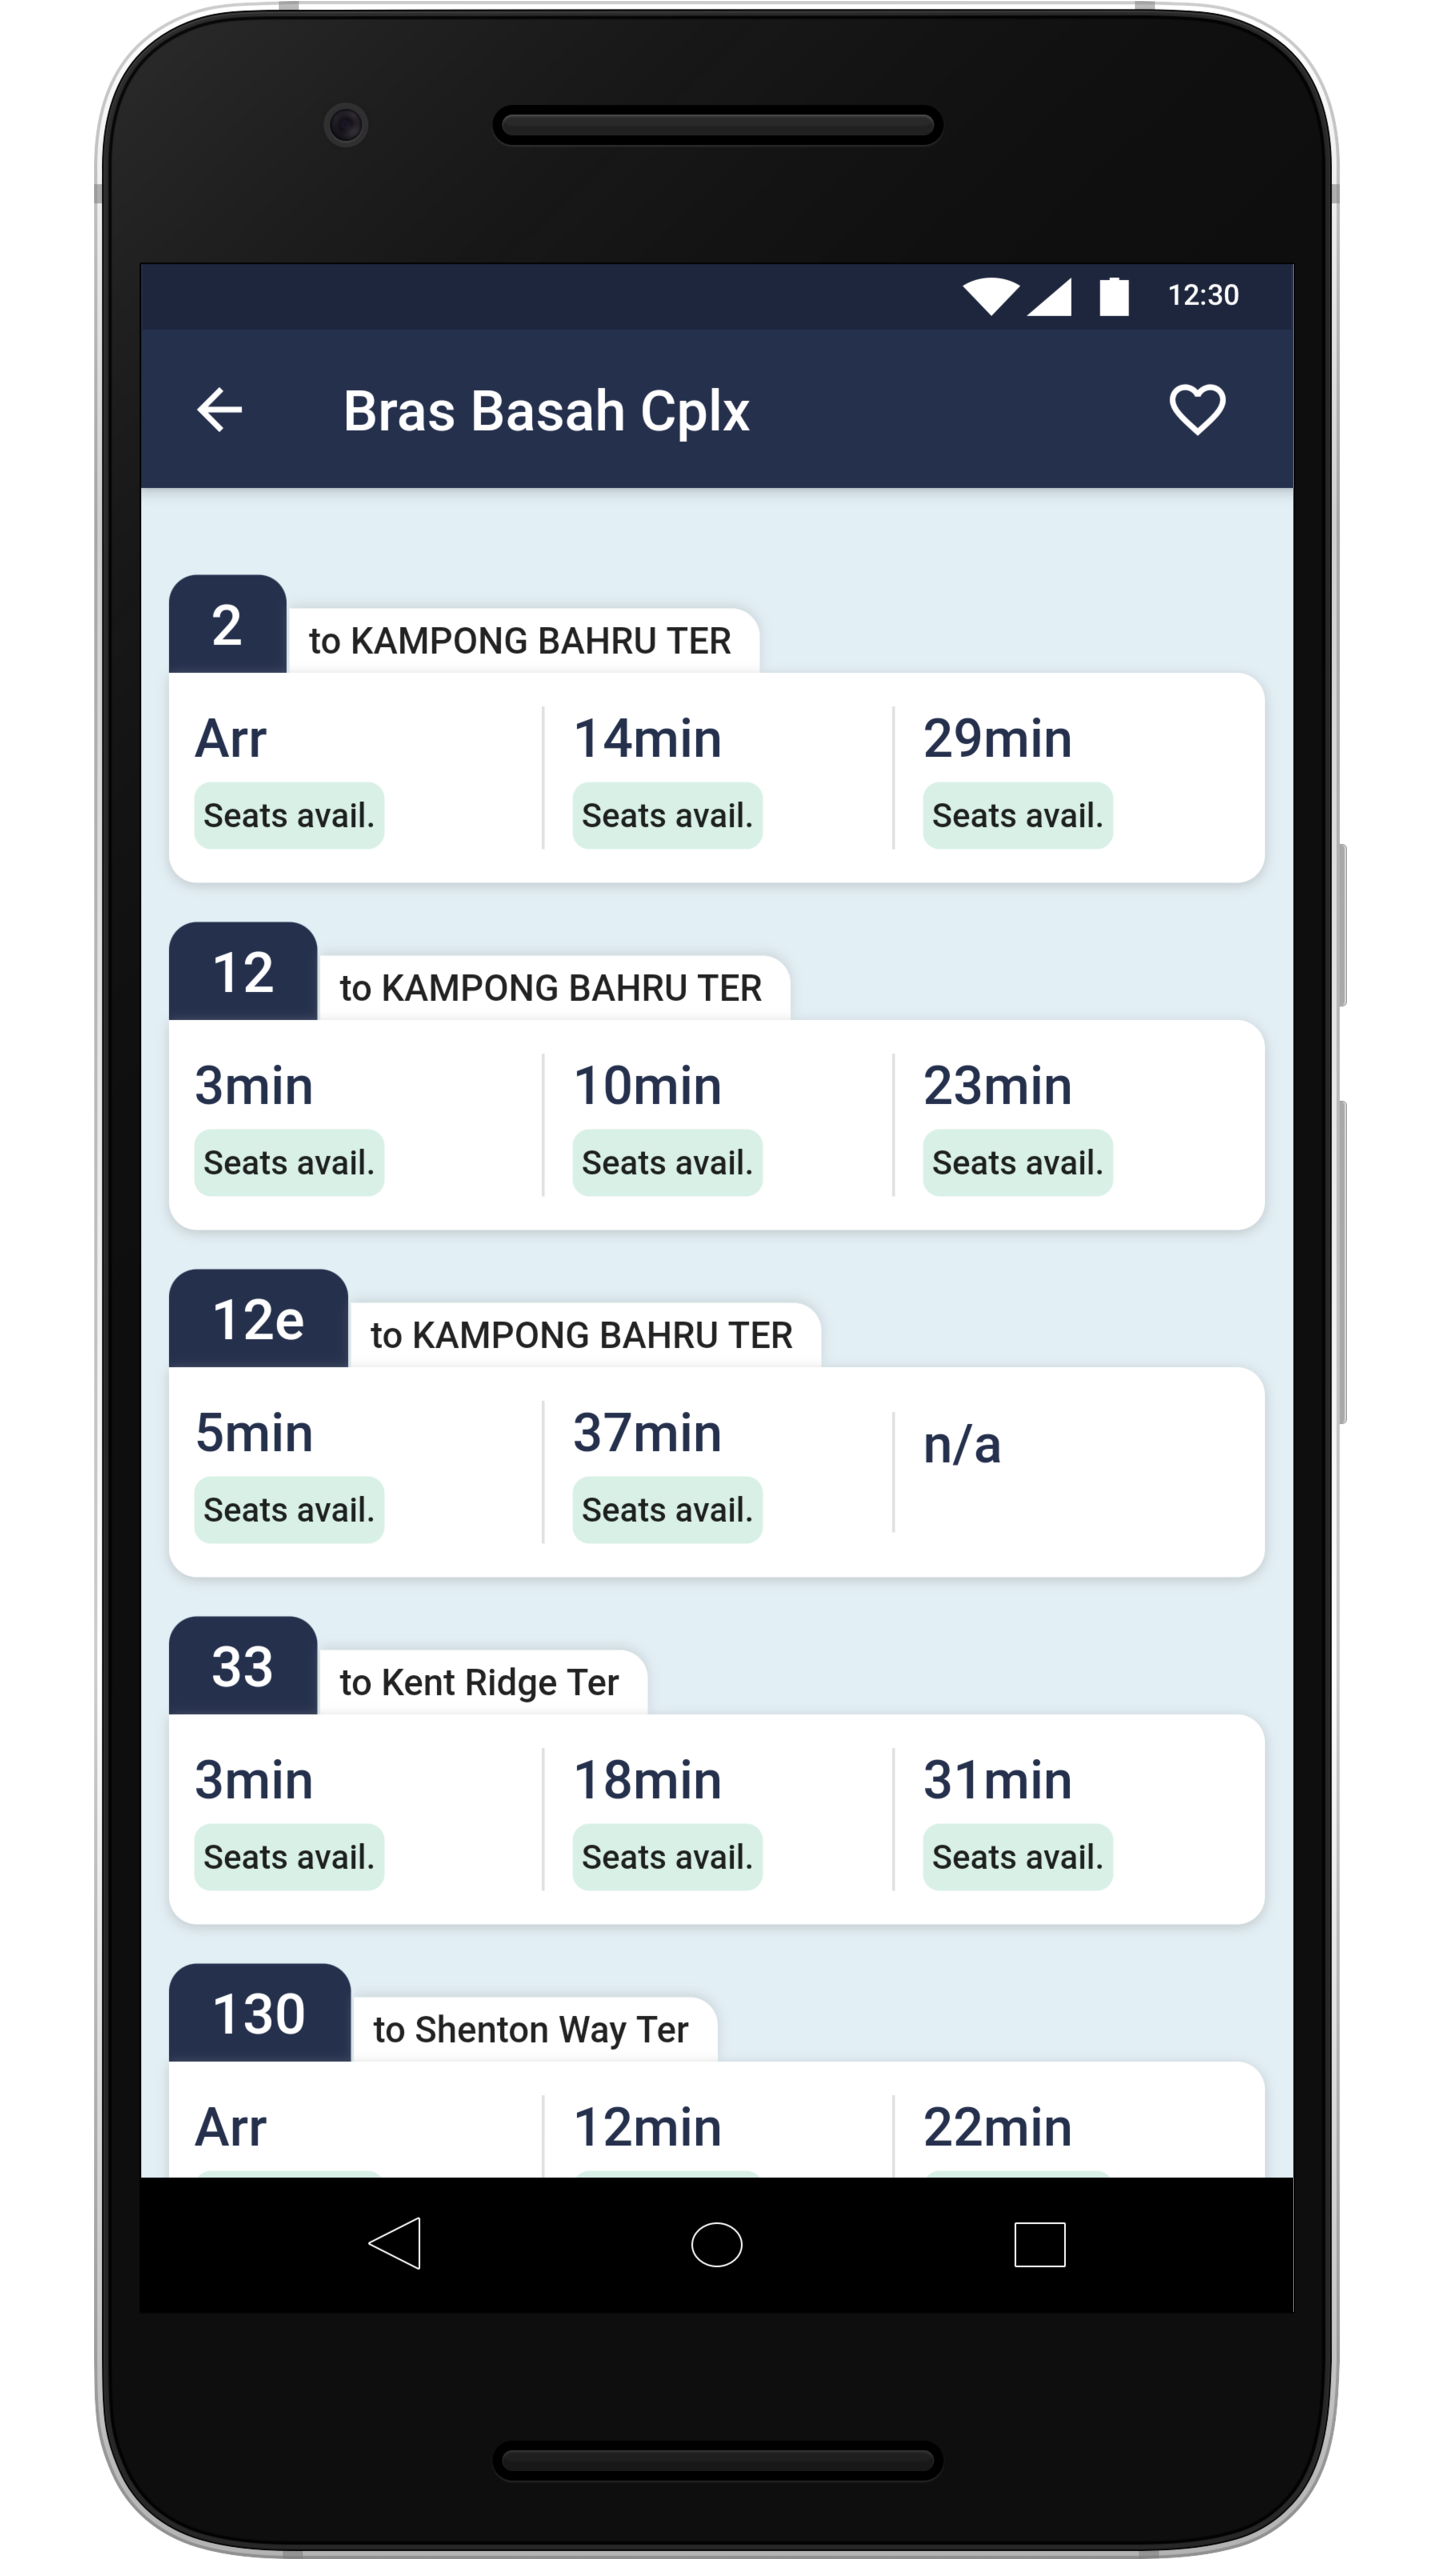 12:30
Bras Basah Cplx
2 to KAMPONG BAHRU TER
Arr 14min 29min
Seats avail. Seats avail. Seats avail.
12 to KAMPONG BAHRU TER
3min 10min 23min
Seats avail. Seats avail. Seats avail.
12e to KAMPONG BAHRU TER
5min 37min n/a
Seats avail. Seats avail.
33 to Kent Ridge Ter
3min 18min 31min
Seats avail. Seats avail. Seats avail.
130 to Shenton Way Ter
Arr 12min 22min